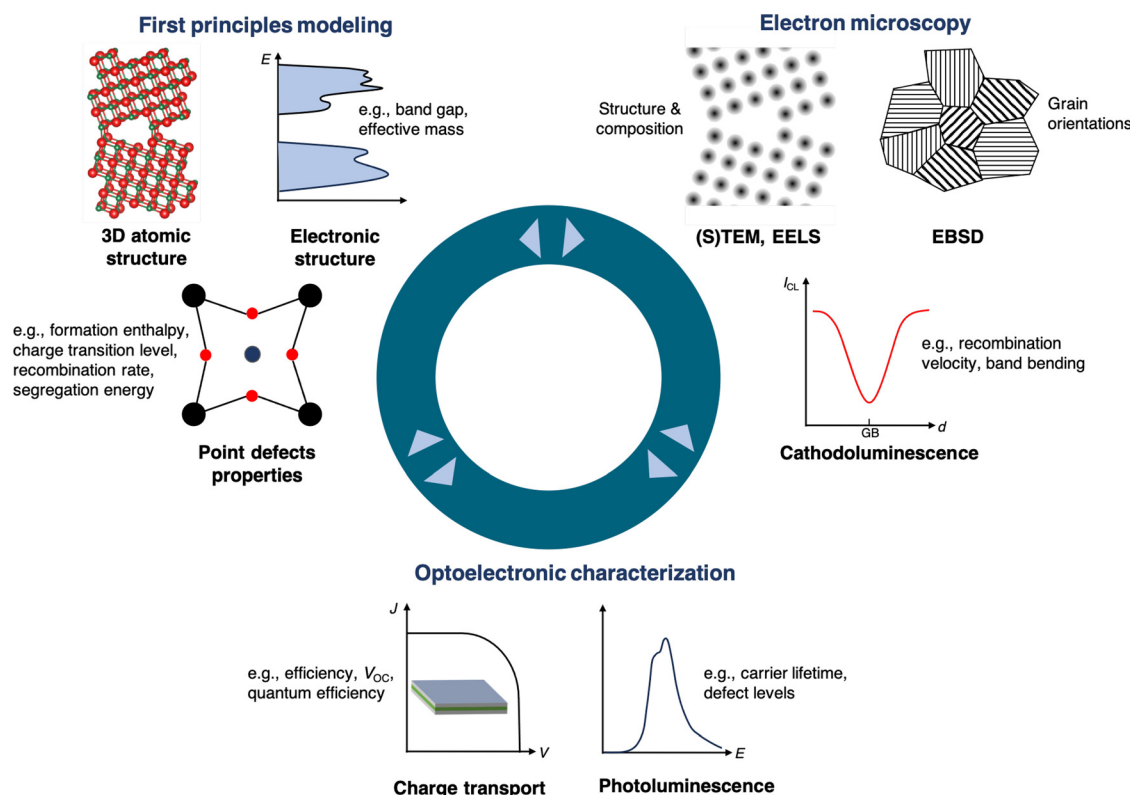 First principles modeling
E
e.g., band gap,
effective mass
3D atomic
structure
Electronic
structure
e.g., formation enthalpy,
charge transition level,
recombination rate,
segregation energy
Point defects
properties
Electron microscopy
Structure &
composition
Grain
orientations
(S)TEM, EELS
EBSD
I_CL
e.g., recombination
velocity, band bending
GB
d
Cathodoluminescence
Optoelectronic characterization
J
e.g., efficiency, V_OC,
quantum efficiency
V
Charge transport
e.g., carrier lifetime,
defect levels
E
Photoluminescence